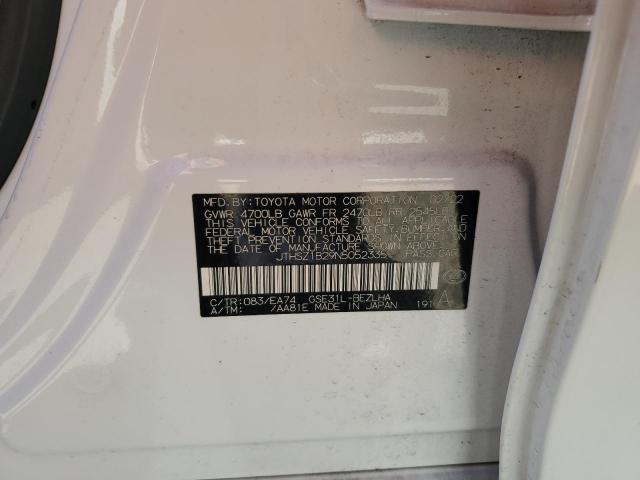 MFD. BY: TOYOTA MOTOR CORPORATION 02/22
GVWR 4700LB GAWR FR 2470LB RR 2545LB
THIS VEHICLE CONFORMS TO ALL APPLICABLE
FEDERAL MOTOR VEHICLE SAFETY, BUMPER, AND
THEFT PREVENTION STANDARDS IN EFFECT ON
THE DATE OF MANUFACTURE SHOWN ABOVE.
JTHSZ1B29N5052335 PASS.CAR
C/TR: 083/EA74 GSE31L-BEZLHA
A/TM: /AA81E MADE IN JAPAN
A